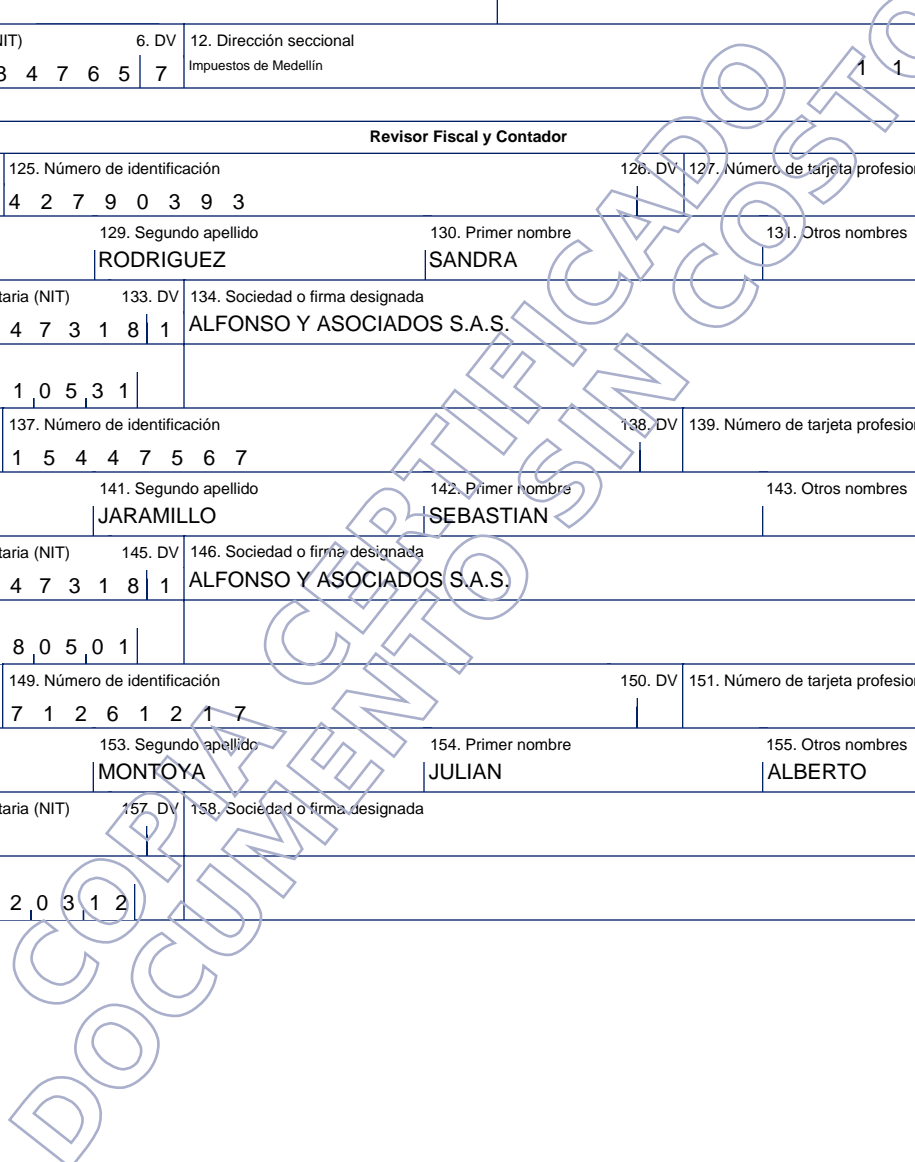 NIT) 6. DV 12. Dirección seccional
3 4 7 6 5 7 Impuestos de Medellín 1 1
Revisor Fiscal y Contador
125. Número de identificación 126. DV 127. Número de tarjeta profesion
4 2 7 9 0 3 9 3
129. Segundo apellido 130. Primer nombre 131. Otros nombres
RODRIGUEZ SANDRA
taria (NIT) 133. DV 134. Sociedad o firma designada
4 7 3 1 8 1 ALFONSO Y ASOCIADOS S.A.S.
1 0 5 3 1
137. Número de identificación 138. DV 139. Número de tarjeta profesion
1 5 4 4 7 5 6 7
141. Segundo apellido 142. Primer nombre 143. Otros nombres
JARAMILLO SEBASTIAN
taria (NIT) 145. DV 146. Sociedad o firma designada
4 7 3 1 8 1 ALFONSO Y ASOCIADOS S.A.S.
8 0 5 0 1
149. Número de identificación 150. DV 151. Número de tarjeta profesion
7 1 2 6 1 2 1 7
153. Segundo apellido 154. Primer nombre 155. Otros nombres
MONTOYA JULIAN ALBERTO
taria (NIT) 157. DV 158. Sociedad o firma designada
2 0 3 1 2
COPIA CERTIFICADO
DOCUMENTO SIN COSTO